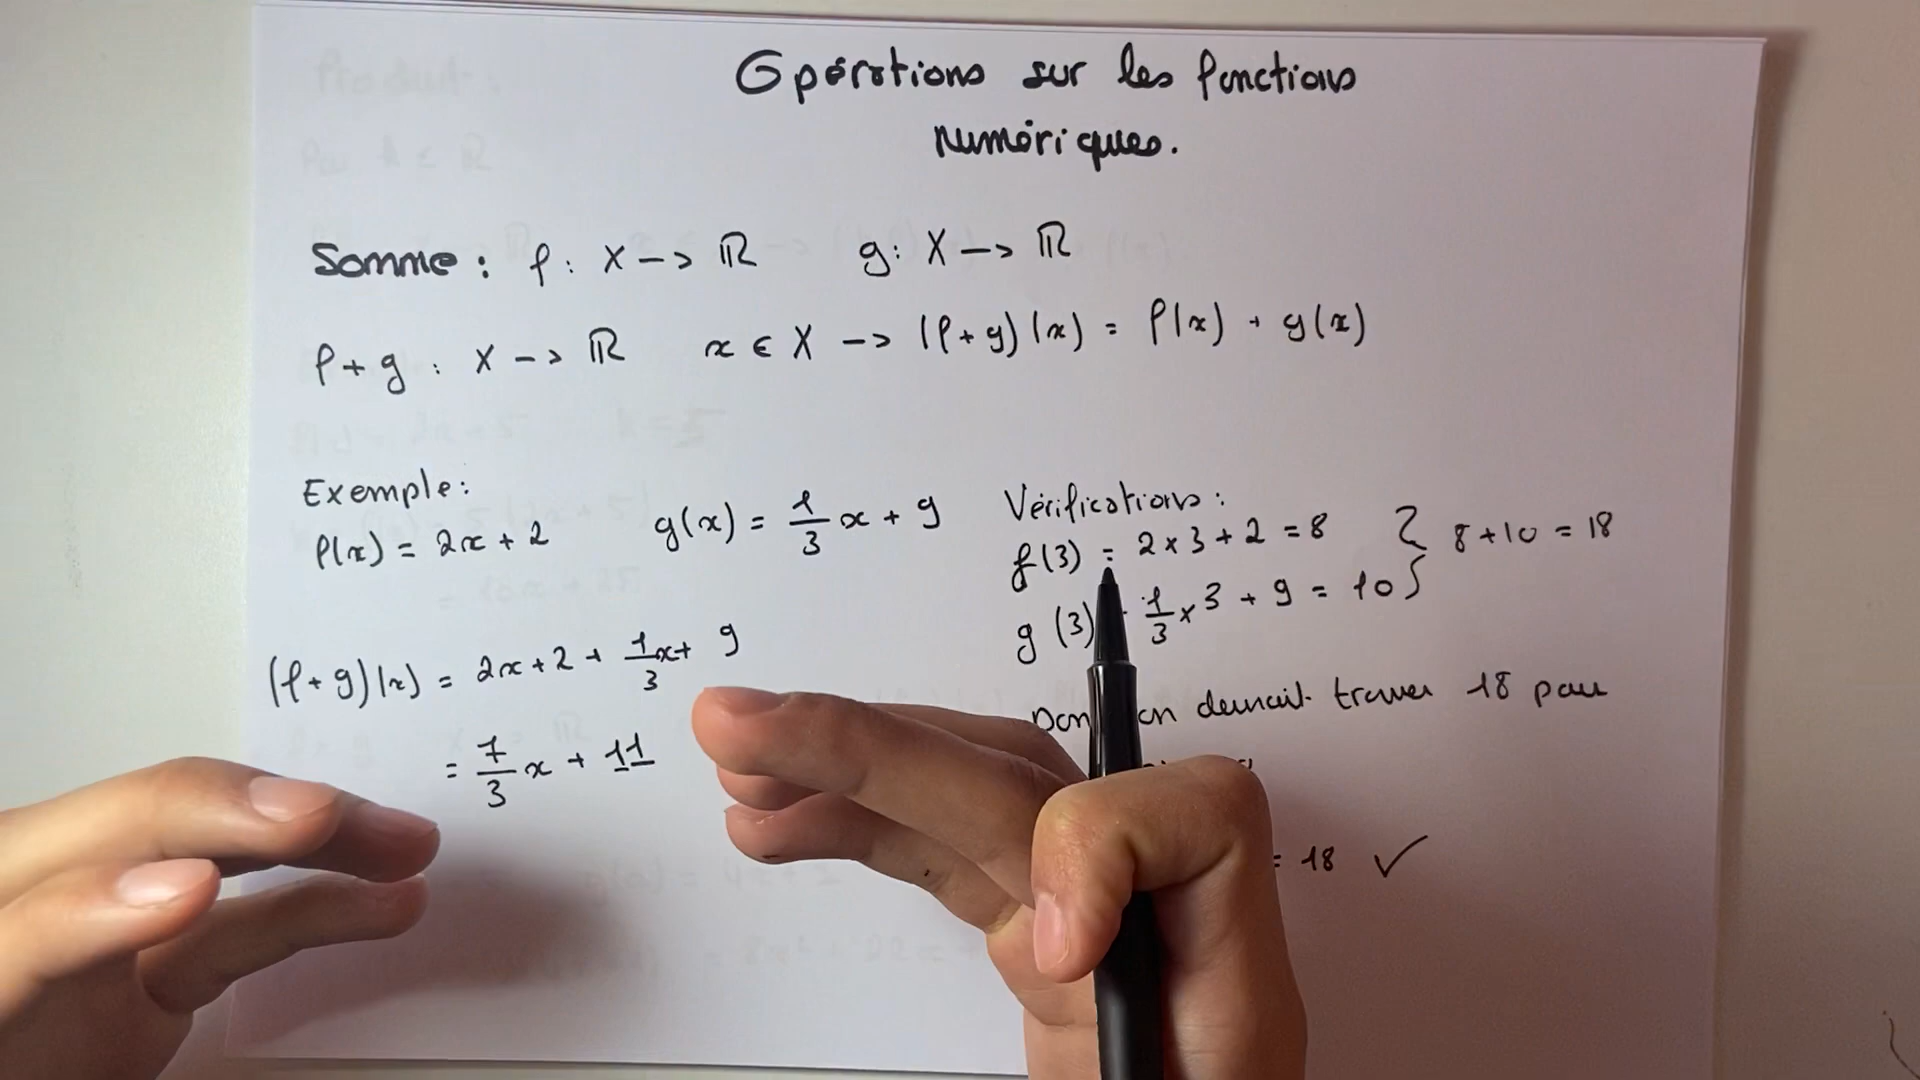 Opérations sur les fonctions
numériques.
Somme : f : X -> ℝ g : X -> ℝ
f + g : X -> ℝ x ∈ X -> (f + g)(x) = f(x) + g(x)
Exemple :
f(x) = 2x + 2 g(x) = 1/3 x + 9
(f + g)(x) = 2x + 2 + 1/3 x + 9
= 7/3 x + 11
Vérifications :
f(3) = 2 × 3 + 2 = 8 } 8 + 10 = 18
g(3) = 1/3 × 3 + 9 = 10
on devrait trouver 18 pour
= 18 ✓